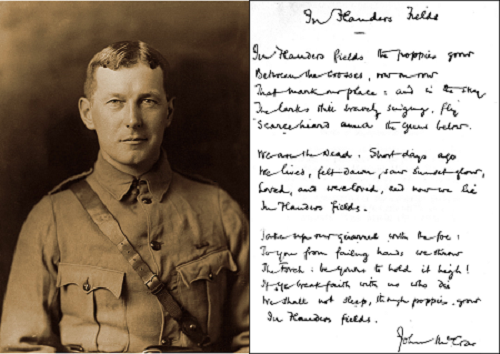 In Flanders Fields
In Flanders fields the poppies grow
Between the crosses, row on row
That mark our place: and in the sky
The larks still bravely singing, fly
Scarce heard amid the guns below.
We are the Dead. Short days ago
We lived, felt dawn, saw sunset glow,
Loved, and were loved, and now we lie
In Flanders fields.
Take up our quarrel with the foe:
To you from failing hands we throw
The torch: be yours to hold it high!
If ye break faith with us who die
We shall not sleep, though poppies grow
In Flanders fields.
John McCrae